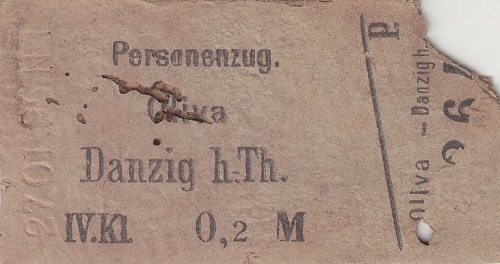 Personenzug.
Oliva
Danzig h.Th.
IV.Kl. 0,2 M
P
Oliva – Danzig h.